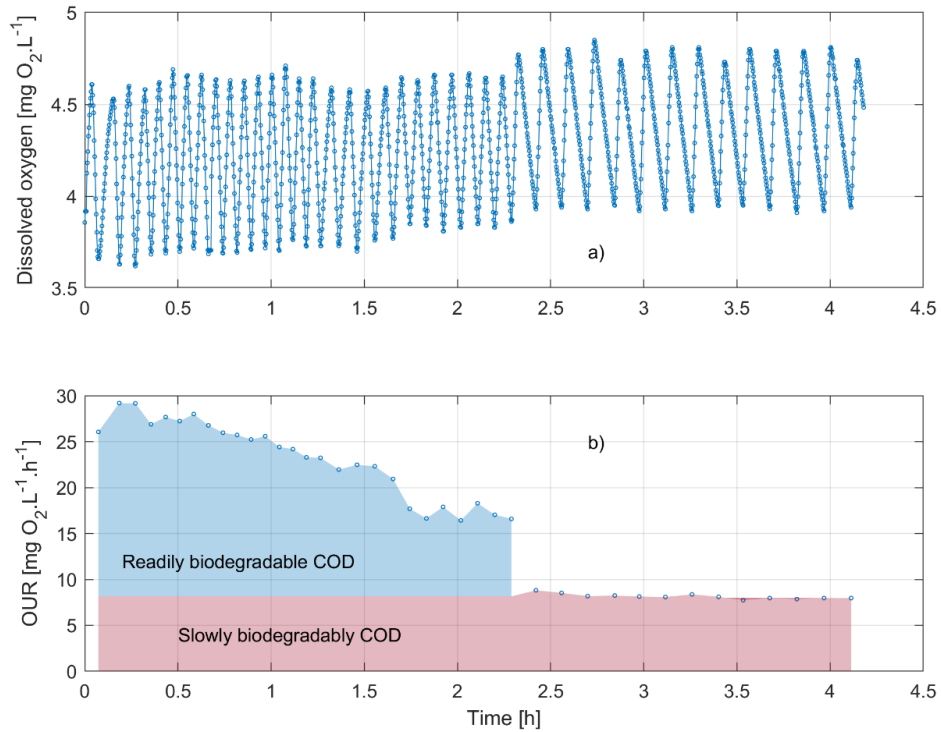 5
4.5
4
3.5
Dissolved oxygen [mg O₂.L⁻¹]
a)
0 0.5 1 1.5 2 2.5 3 3.5 4 4.5
30
25
20
15
10
5
0
OUR [mg O₂.L⁻¹.h⁻¹]
b)
Readily biodegradable COD
Slowly biodegradably COD
0 0.5 1 1.5 2 2.5 3 3.5 4 4.5
Time [h]